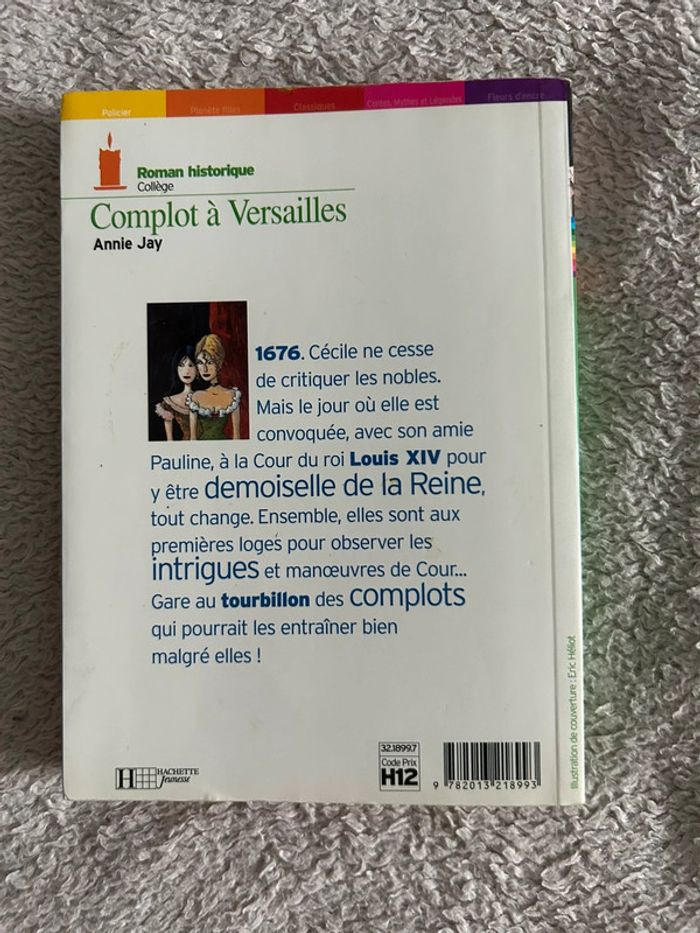 Policier Planète filles Classiques Contes, Mythes et Légendes Fleurs d'encre...
Roman historique
Collège
Complot à Versailles
Annie Jay
1676. Cécile ne cesse
de critiquer les nobles.
Mais le jour où elle est
convoquée, avec son amie
Pauline, à la Cour du roi Louis XIV pour
y être demoiselle de la Reine,
tout change. Ensemble, elles sont aux
premières loges pour observer les
intrigues et manœuvres de Cour...
Gare au tourbillon des complots
qui pourrait les entraîner bien
malgré elles !
Illustration de couverture : Eric Héliot
H HACHETTE
Jeunesse
32.1899.7
Code Prix
H12
9 782013 218993